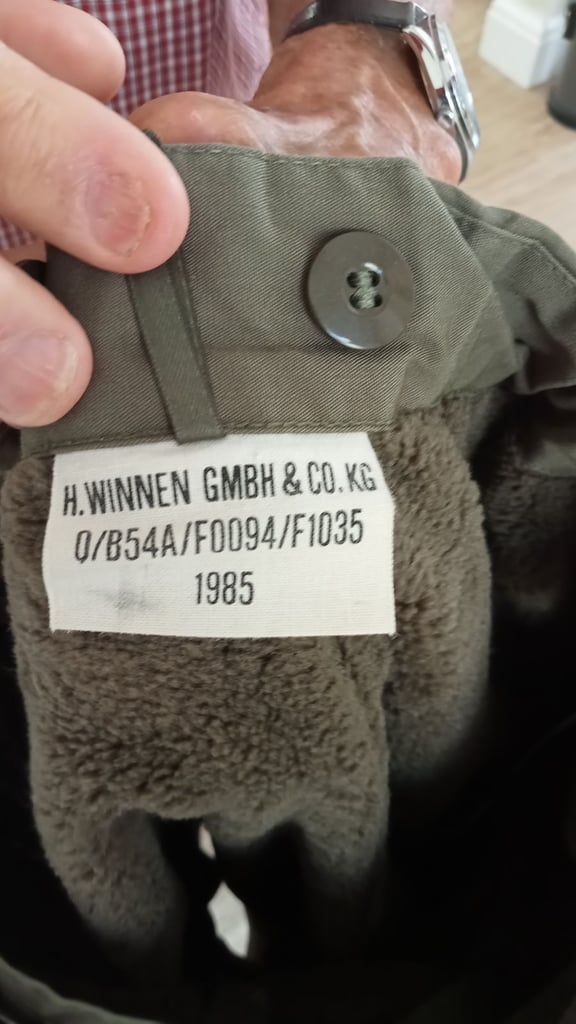 H.WINNEN GMBH & CO.KG
Q/B54A/F0094/F1035
1985